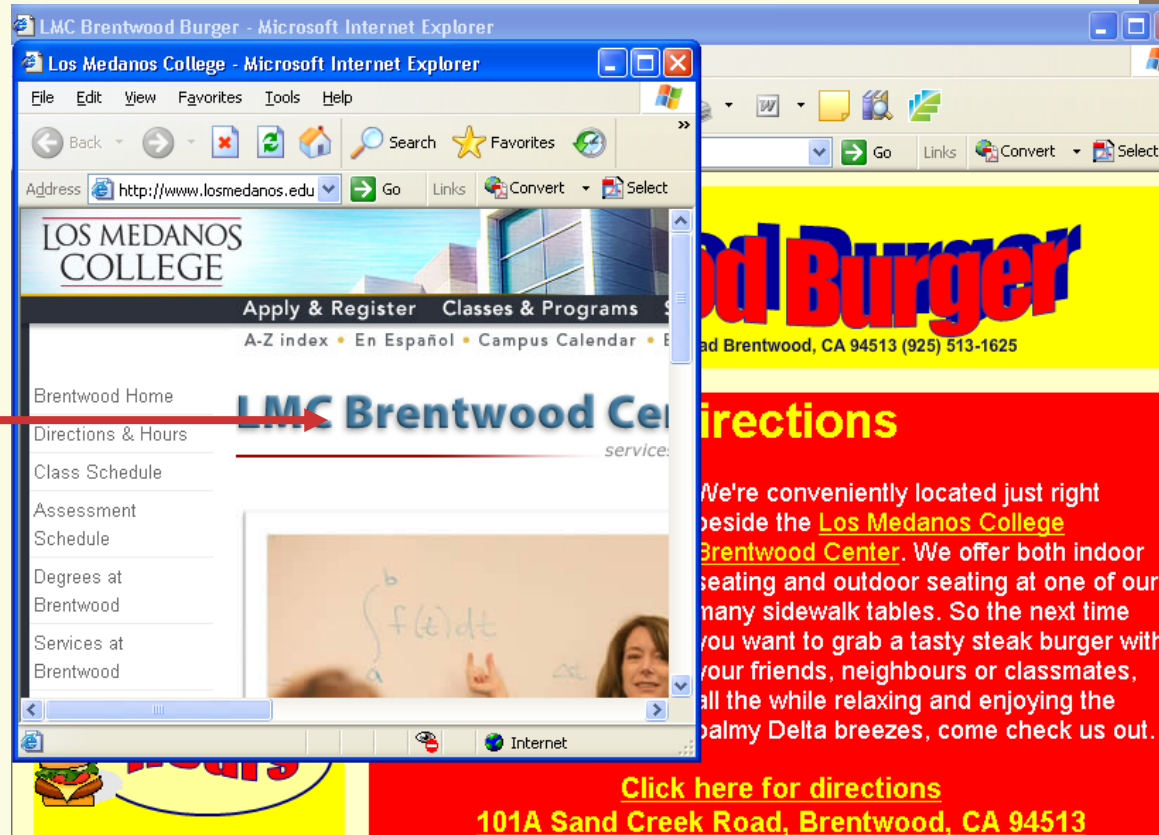 LMC Brentwood Burger - Microsoft Internet Explorer
Los Medanos College - Microsoft Internet Explorer
File Edit View Favorites Tools Help
Back Search Favorites »
Address http://www.losmedanos.edu Go Links Convert Select
Go Links Convert Select
LOS MEDANOS
COLLEGE
Apply & Register Classes & Programs S
A-Z index • En Español • Campus Calendar • E
Brentwood Home
Directions & Hours
Class Schedule
Assessment
Schedule
Degrees at
Brentwood
Services at
Brentwood
LMC Brentwood Cen
services
b
∫ f(t)dt
a
Internet
od Burger
ad Brentwood, CA 94513 (925) 513-1625
irections
We're conveniently located just right
beside the Los Medanos College
Brentwood Center. We offer both indoor
seating and outdoor seating at one of our
many sidewalk tables. So the next time
you want to grab a tasty steak burger with
your friends, neighbours or classmates,
all the while relaxing and enjoying the
balmy Delta breezes, come check us out.
Click here for directions
101A Sand Creek Road, Brentwood, CA 94513
Hours